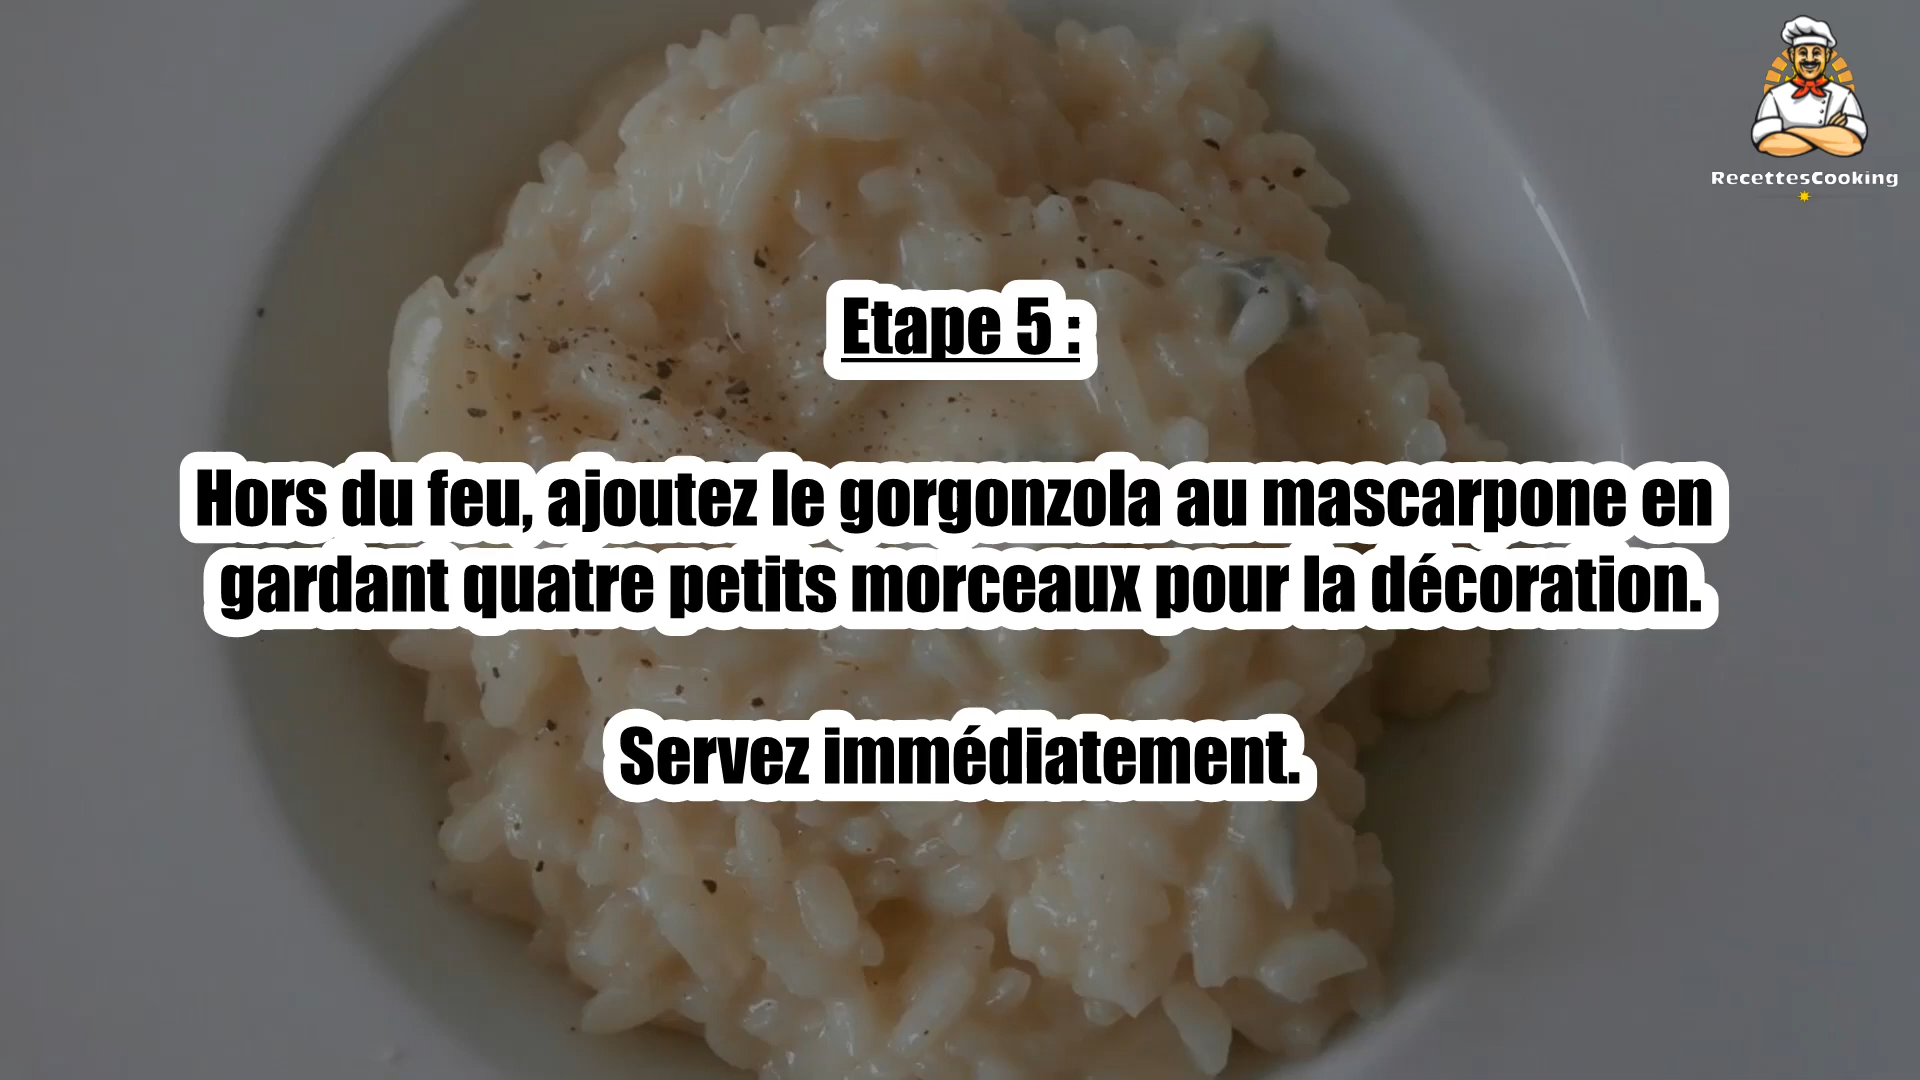 RecettesCooking
Etape 5 :
Hors du feu, ajoutez le gorgonzola au mascarpone en
gardant quatre petits morceaux pour la décoration.
Servez immédiatement.